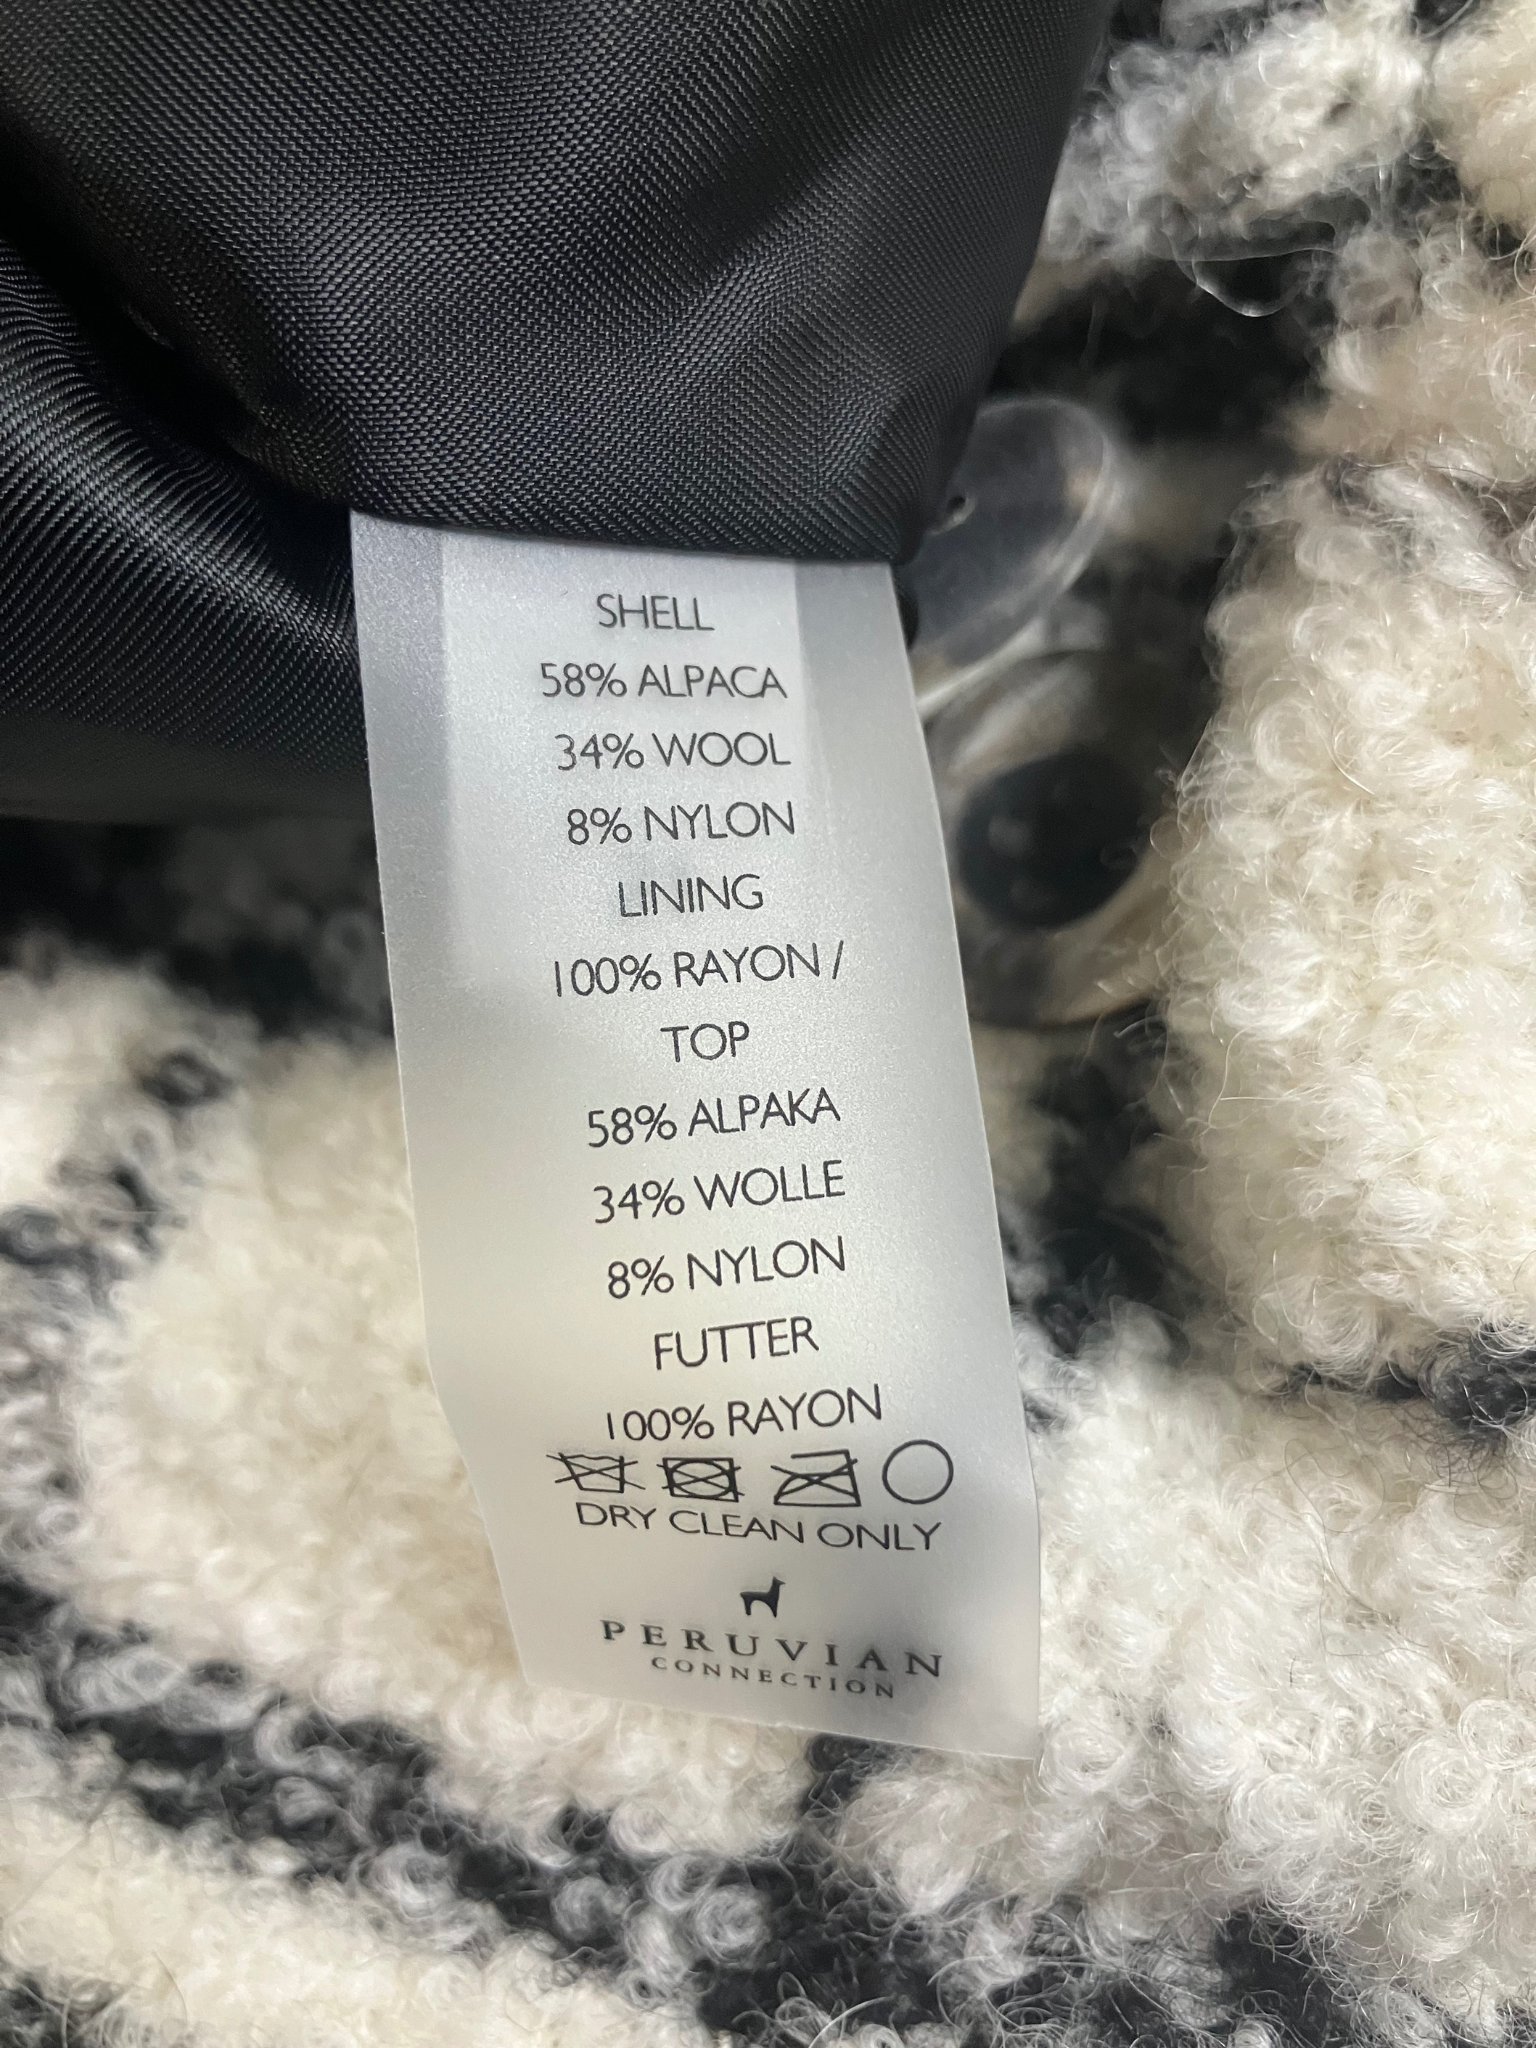 SHELL
58% ALPACA
34% WOOL
8% NYLON
LINING
100% RAYON /
TOP
58% ALPAKA
34% WOLLE
8% NYLON
FUTTER
100% RAYON
DRY CLEAN ONLY
PERUVIAN
CONNECTION